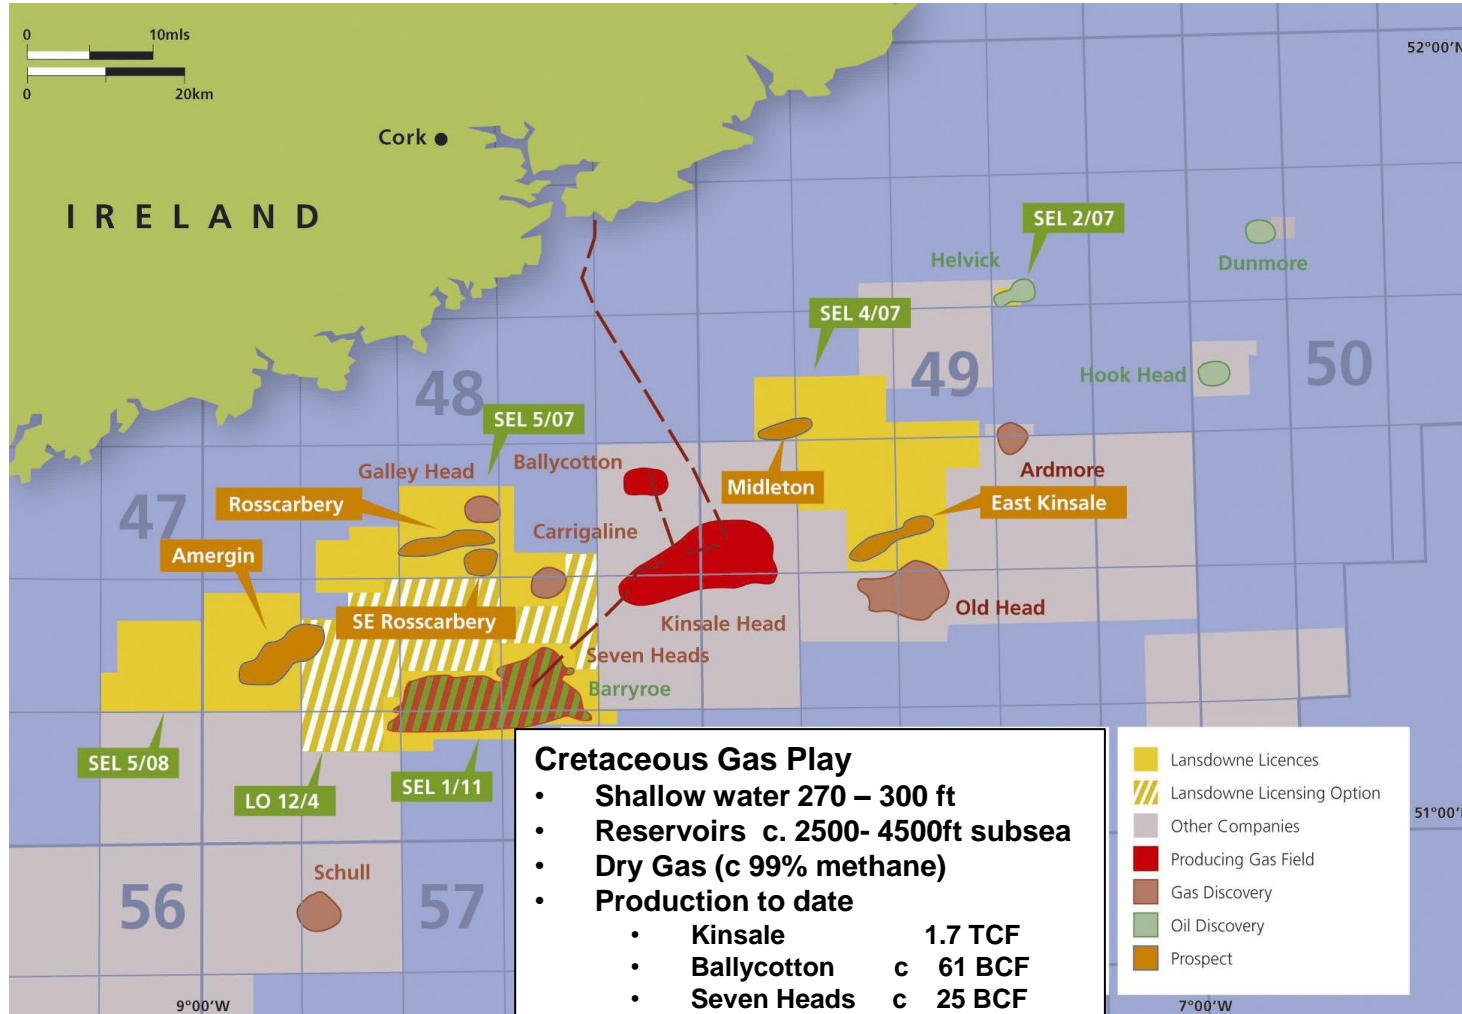 0 10mls
0 20km
52°00'N
Cork
IRELAND
SEL 2/07
Helvick
Dunmore
SEL 4/07
49
50
Hook Head
48
SEL 5/07
Galley Head
Ballycotton
Ardmore
Midleton
47
Rosscarbery
East Kinsale
Carrigaline
Amergin
SE Rosscarbery
Old Head
Kinsale Head
Seven Heads
Barryroe
SEL 5/08
LO 12/4
SEL 1/11
Cretaceous Gas Play
• Shallow water 270 – 300 ft
• Reservoirs c. 2500- 4500ft subsea
• Dry Gas (c 99% methane)
• Production to date
• Kinsale 1.7 TCF
• Ballycotton c 61 BCF
• Seven Heads c 25 BCF
Lansdowne Licences
Lansdowne Licensing Option
Other Companies
Producing Gas Field
Gas Discovery
Oil Discovery
Prospect
51°00'
Schull
56
57
9°00'W
7°00'W